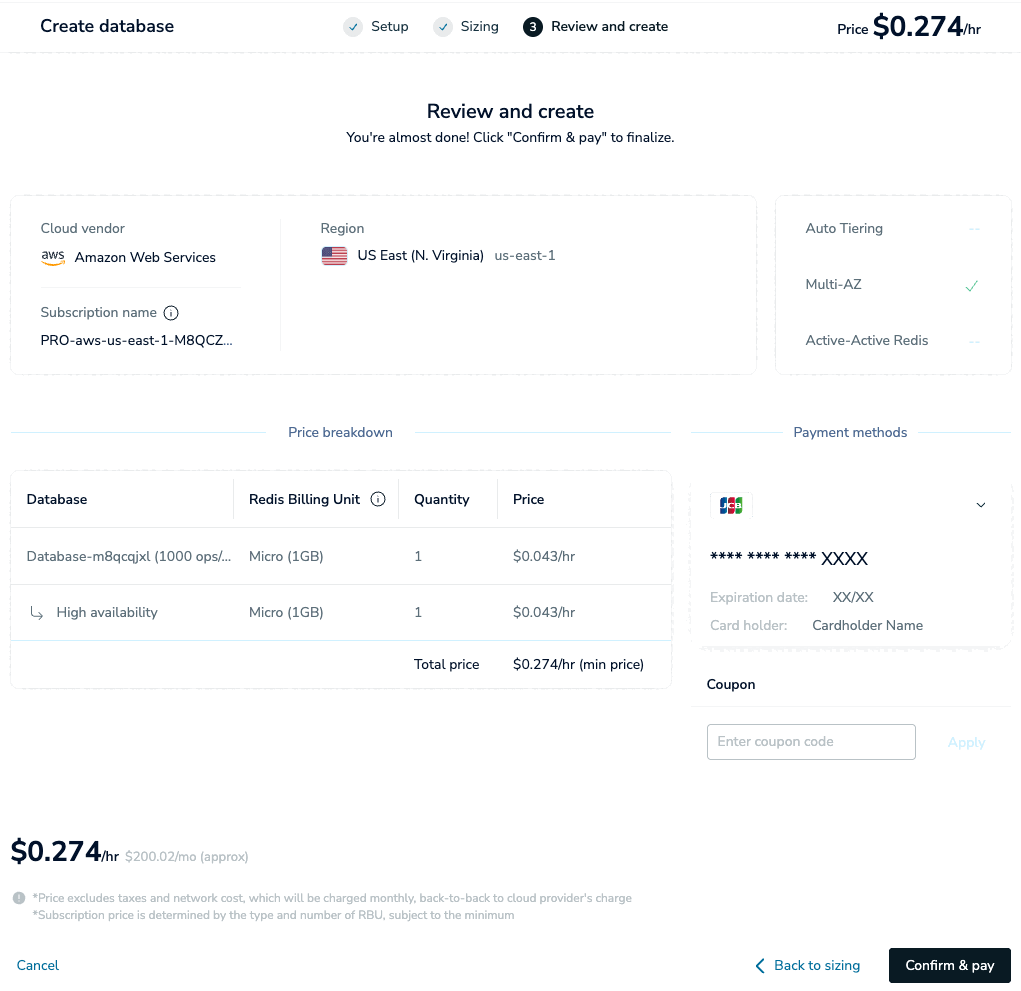 Create database
Setup
Sizing
3 Review and create
Price $0.274/hr
Review and create
You're almost done! Click "Confirm & pay" to finalize.
Cloud vendor
aws Amazon Web Services
Subscription name
PRO-aws-us-east-1-M8QCZ...
Region
US East (N. Virginia) us-east-1
Auto Tiering --
Multi-AZ
Active-Active Redis --
Price breakdown
Database Redis Billing Unit Quantity Price
Database-m8qcqjxl (1000 ops/... Micro (1GB) 1 $0.043/hr
High availability Micro (1GB) 1 $0.043/hr
Total price $0.274/hr (min price)
Payment methods
JCB
**** **** **** XXXX
Expiration date: XX/XX
Card holder: Cardholder Name
Coupon
Enter coupon code Apply
$0.274/hr $200.02/mo (approx)
*Price excludes taxes and network cost, which will be charged monthly, back-to-back to cloud provider's charge
*Subscription price is determined by the type and number of RBU, subject to the minimum
Cancel
Back to sizing
Confirm & pay